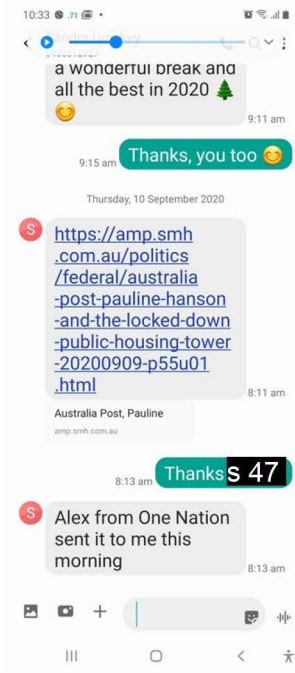 10:33
.71
a wonderful break and
all the best in 2020
9:11 am
Thanks, you too
9:15 am
Thursday, 10 September 2020
S
https://amp.smh
.com.au/politics
/federal/australia
-post-pauline-hanson
-and-the-locked-down
-public-housing-tower
-20200909-p55u01
.html
8:11 am
Australia Post, Pauline
amp.smh.com.au
Thanks s 47
8:13 am
S
Alex from One Nation
sent it to me this
morning
8:13 am